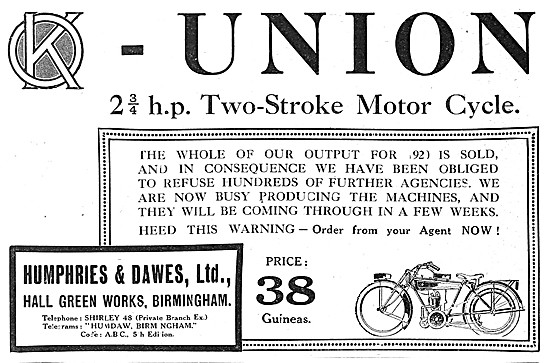 OK - UNION
2¾ h.p. Two-Stroke Motor Cycle.
THE WHOLE OF OUR OUTPUT FOR 1921 IS SOLD,
AND IN CONSEQUENCE WE HAVE BEEN OBLIGED
TO REFUSE HUNDREDS OF FURTHER AGENCIES. WE
ARE NOW BUSY PRODUCING THE MACHINES, AND
THEY WILL BE COMING THROUGH IN A FEW WEEKS.
HEED THIS WARNING — Order from your Agent NOW!
HUMPHRIES & DAWES, Ltd.,
HALL GREEN WORKS, BIRMINGHAM.
Telephone: SHIRLEY 48 (Private Branch Ex.)
Telegrams: "HUMDAW, BIRMINGHAM."
Code: A.B.C. 5th Edition.
PRICE:
38
Guineas.